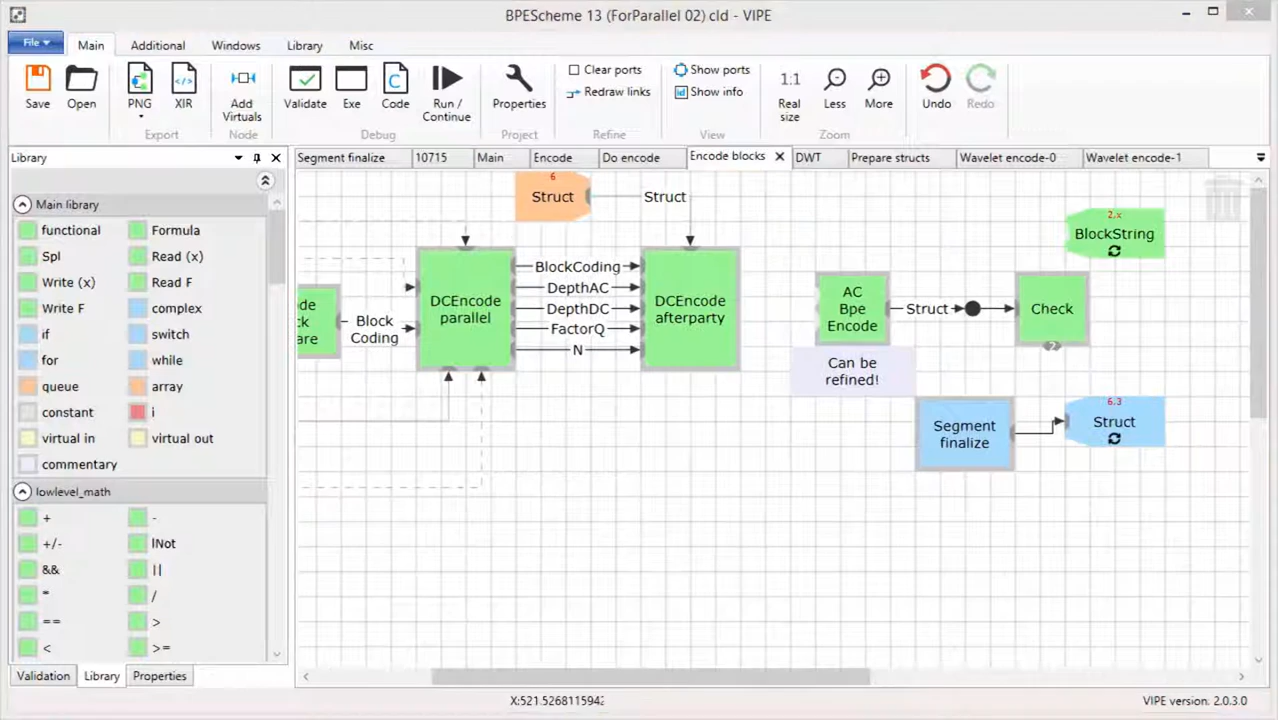 BPEScheme 13 (ForParallel 02) cld - VIPE
File Main Additional Windows Library Misc
Save
Open
PNG
XIR
Export
Add
Virtuals
Node
Validate
Exe
Code
Run /
Continue
Debug
Properties
Project
Clear ports
Redraw links
Refine
Show ports
Show info
View
1:1
Real
size
Less
More
Zoom
Undo
Redo
Library
Segment finalize 10715 Main Encode Do encode Encode blocks DWT Prepare structs Wavelet encode-0 Wavelet encode-1
Main library
functional Formula
Spl Read (x)
Write (x) Read F
Write F complex
if switch
for while
queue array
constant i
virtual in virtual out
commentary
lowlevel_math
+ -
+/- lNot
&& ||
* /
== >
< >=
Validation Library Properties
6
Struct
Struct
de
k
are
Block
Coding
DCEncode
parallel
BlockCoding
DepthAC
DepthDC
FactorQ
N
DCEncode
afterparty
AC
Bpe
Encode
Can be
refined!
Struct
Check
2
2.x
BlockString
Segment
finalize
6.3
Struct
X:521.5268115942
VIPE version: 2.0.3.0